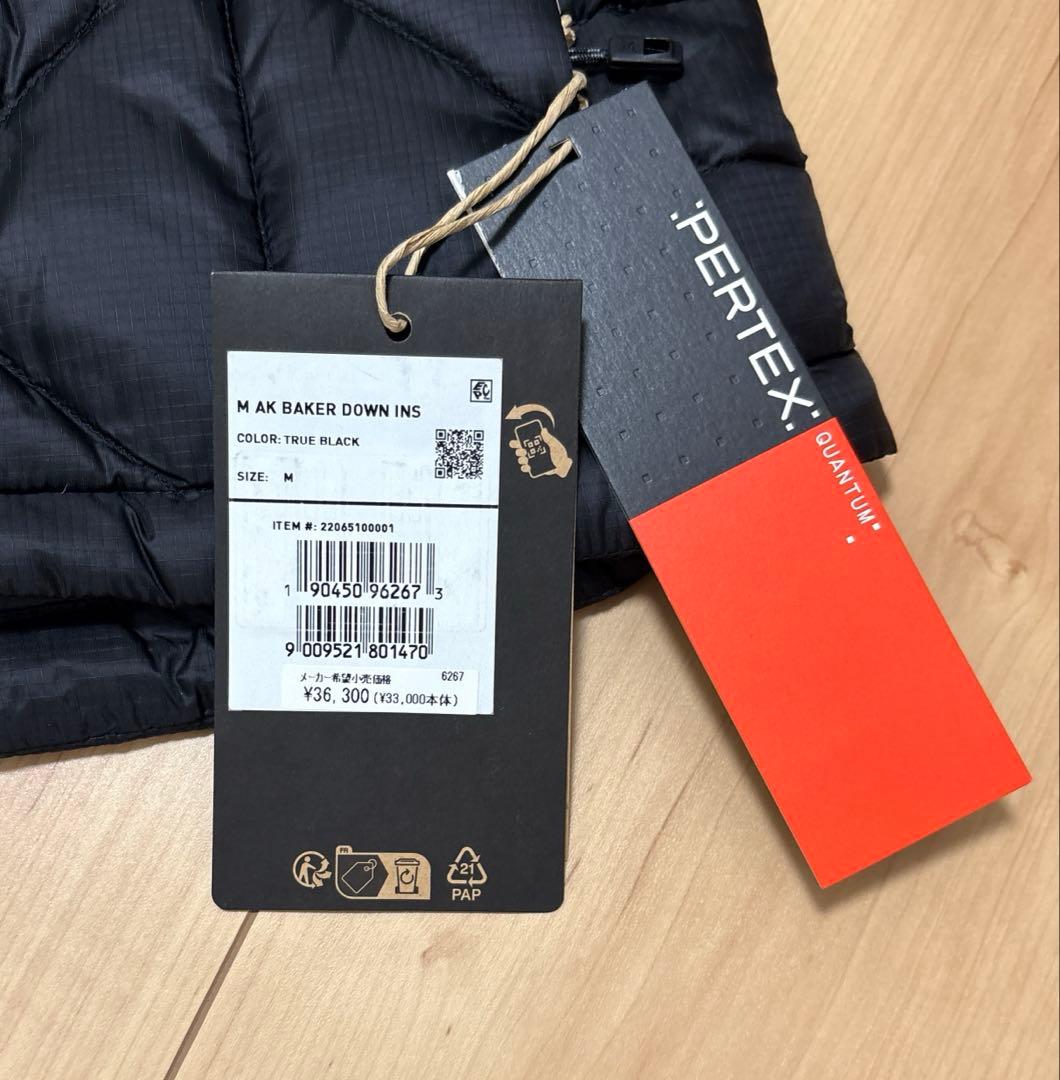 M AK BAKER DOWN INS
COLOR: TRUE BLACK
SIZE: M
ITEM #: 22065100001
1 90450 96267 3
9 009521 801470
メーカー希望小売価格 6267
¥36,300 (¥33,000本体)
FR
21
PAP
PERTEX
QUANTUM